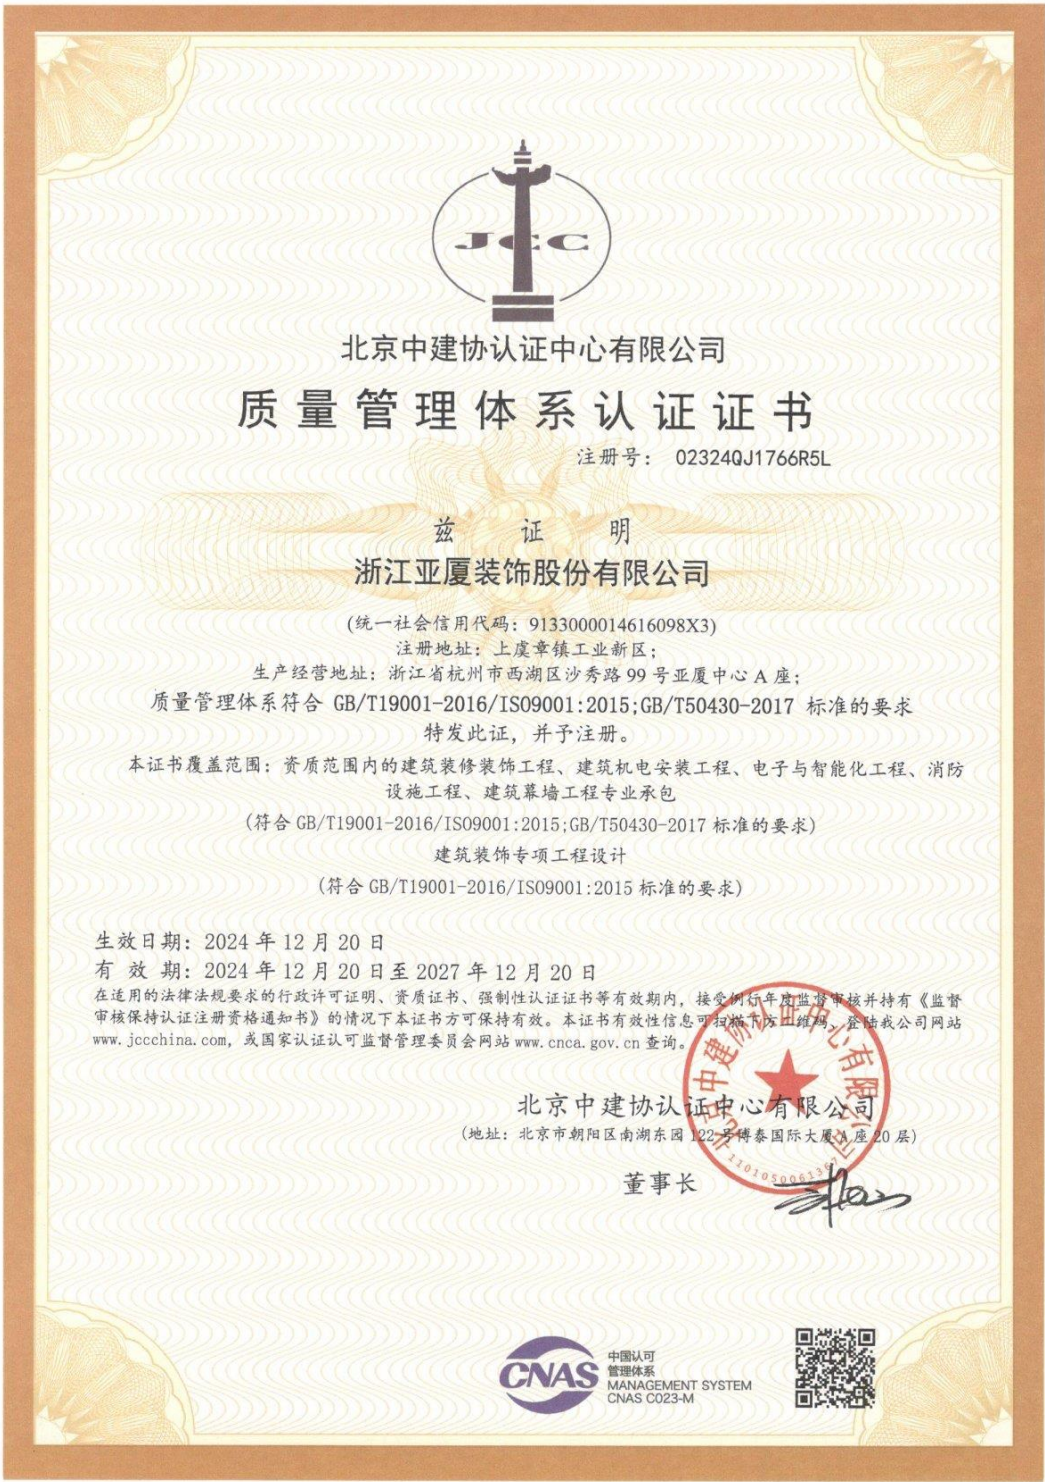 JCC
北京中建协认证中心有限公司
质量管理体系认证证书
注册号： 02324QJ1766R5L
兹 证 明
浙江亚厦装饰股份有限公司
(统一社会信用代码：9133000014616098X3)
注册地址：上虞章镇工业新区；
生产经营地址：浙江省杭州市西湖区沙秀路 99 号亚厦中心 A 座；
质量管理体系符合 GB/T19001-2016/ISO9001:2015;GB/T50430-2017 标准的要求
特发此证，并予注册。
本证书覆盖范围：资质范围内的建筑装修装饰工程、建筑机电安装工程、电子与智能化工程、消防
设施工程、建筑幕墙工程专业承包
(符合 GB/T19001-2016/ISO9001:2015;GB/T50430-2017 标准的要求)
建筑装饰专项工程设计
(符合 GB/T19001-2016/ISO9001:2015 标准的要求)
生效日期：2024 年 12 月 20 日
有 效 期：2024 年 12 月 20 日至 2027 年 12 月 20 日
在适用的法律法规要求的行政许可证明、资质证书、强制性认证证书等有效期内，接受例行年度监督审核并持有《监督
审核保持认证注册资格通知书》的情况下本证书方可保持有效。本证书有效性信息可扫描下方二维码、登陆我公司网站
www.jccchina.com，或国家认证认可监督管理委员会网站 www.cnca.gov.cn 查询。
北京中建协认证中心有限公司
(地址：北京市朝阳区南湖东园 122 号博泰国际大厦 A 座 20 层)
董事长
北京中建协认证中心有限公司
1101050061367
CNAS
中国认可
管理体系
MANAGEMENT SYSTEM
CNAS C023-M